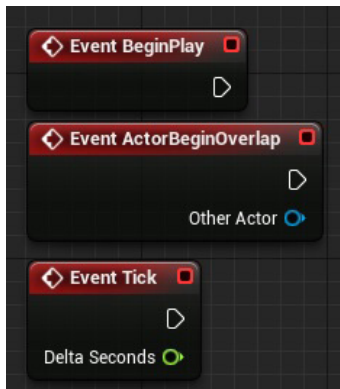 Event BeginPlay
Event ActorBeginOverlap
Other Actor
Event Tick
Delta Seconds